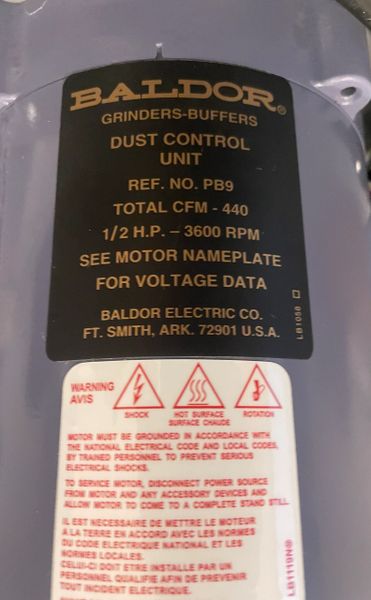 BALDOR®
GRINDERS-BUFFERS
DUST CONTROL
UNIT
REF. NO. PB9
TOTAL CFM - 440
1/2 H.P. – 3600 RPM
SEE MOTOR NAMEPLATE
FOR VOLTAGE DATA
BALDOR ELECTRIC CO.
FT. SMITH, ARK. 72901 U.S.A.
LB1058
WARNING
AVIS
SHOCK
HOT SURFACE
SURFACE CHAUDE
ROTATION
MOTOR MUST BE GROUNDED IN ACCORDANCE WITH
THE NATIONAL ELECTRICAL CODE AND LOCAL CODES,
BY TRAINED PERSONNEL TO PREVENT SERIOUS
ELECTRICAL SHOCKS.
TO SERVICE MOTOR, DISCONNECT POWER SOURCE
FROM MOTOR AND ANY ACCESSORY DEVICES AND
ALLOW MOTOR TO COME TO A COMPLETE STAND STILL.
IL EST NECESSAIRE DE METTRE LE MOTEUR
A LA TERRE EN ACCORD AVEC LES NORMES
DU CODE ELECTRIQUE NATIONAL ET LES
NORMES LOCALES.
CELUI-CI DOIT ETRE INSTALLE PAR UN
PERSONNEL QUALIFIE AFIN DE PREVENIR
TOUT INCIDENT ELECTRIQUE.
LB1119N